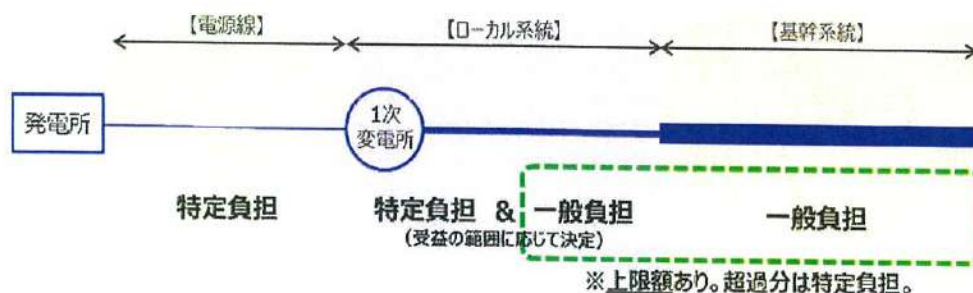 【電源線】 【ローカル系統】 【基幹系統】
発電所
1次
変電所
特定負担 特定負担 & 一般負担 一般負担
(受益の範囲に応じて決定)
※上限額あり。超過分は特定負担。